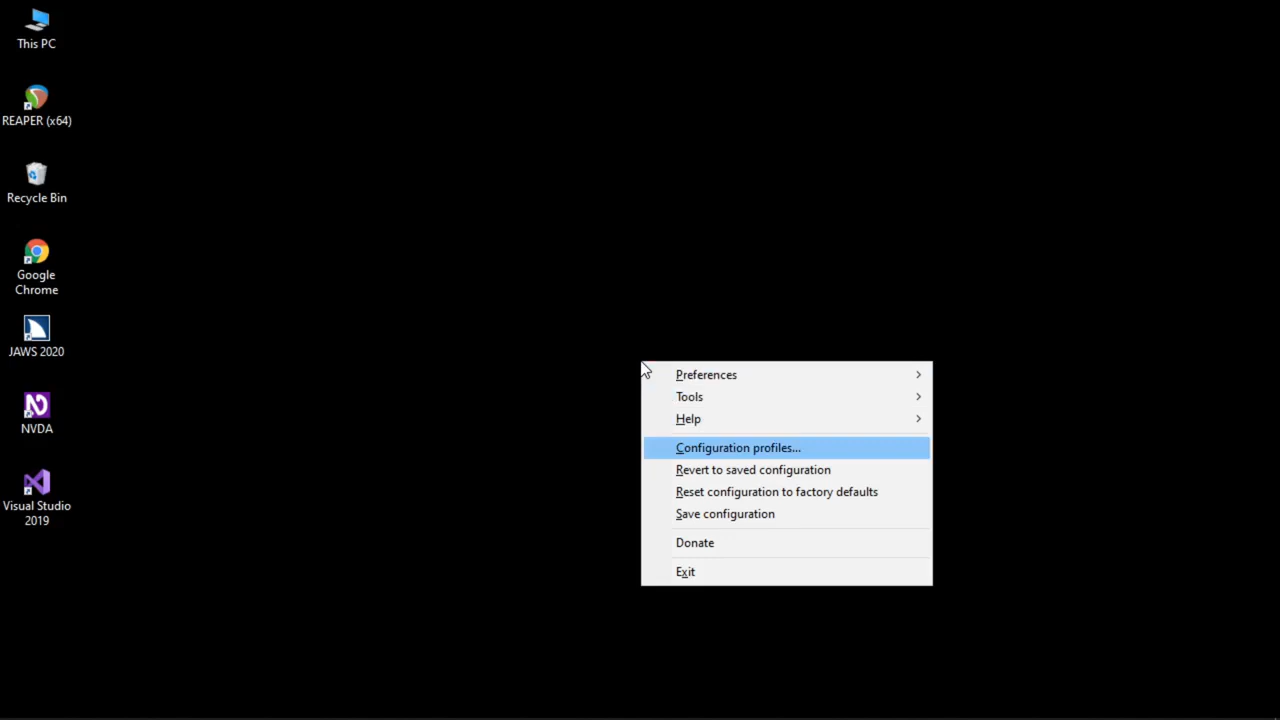 This PC
REAPER (x64)
Recycle Bin
Google
Chrome
JAWS 2020
NVDA
Visual Studio
2019
Preferences
Tools
Help
Configuration profiles...
Revert to saved configuration
Reset configuration to factory defaults
Save configuration
Donate
Exit